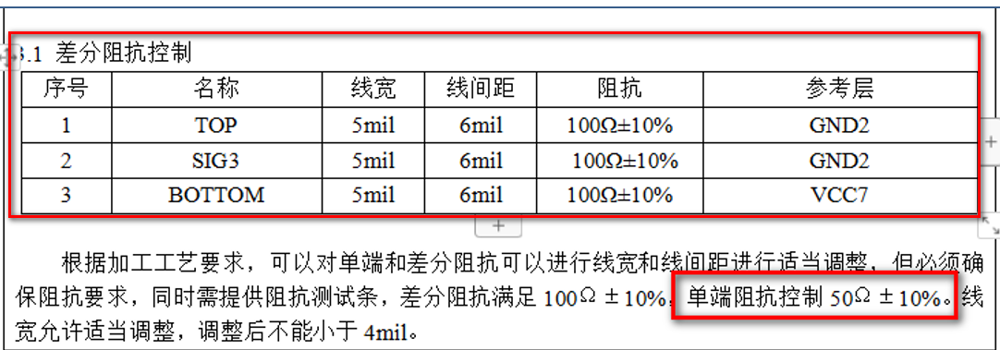 3.1 差分阻抗控制
序号 名称 线宽 线间距 阻抗 参考层
1 TOP 5mil 6mil 100Ω±10% GND2
2 SIG3 5mil 6mil 100Ω±10% GND2
3 BOTTOM 5mil 6mil 100Ω±10% VCC7
根据加工工艺要求，可以对单端和差分阻抗可以进行线宽和线间距进行适当调整，但必须确
保阻抗要求，同时需提供阻抗测试条，差分阻抗满足 100Ω ±10%，单端阻抗控制 50Ω ±10%。线
宽允许适当调整，调整后不能小于 4mil。